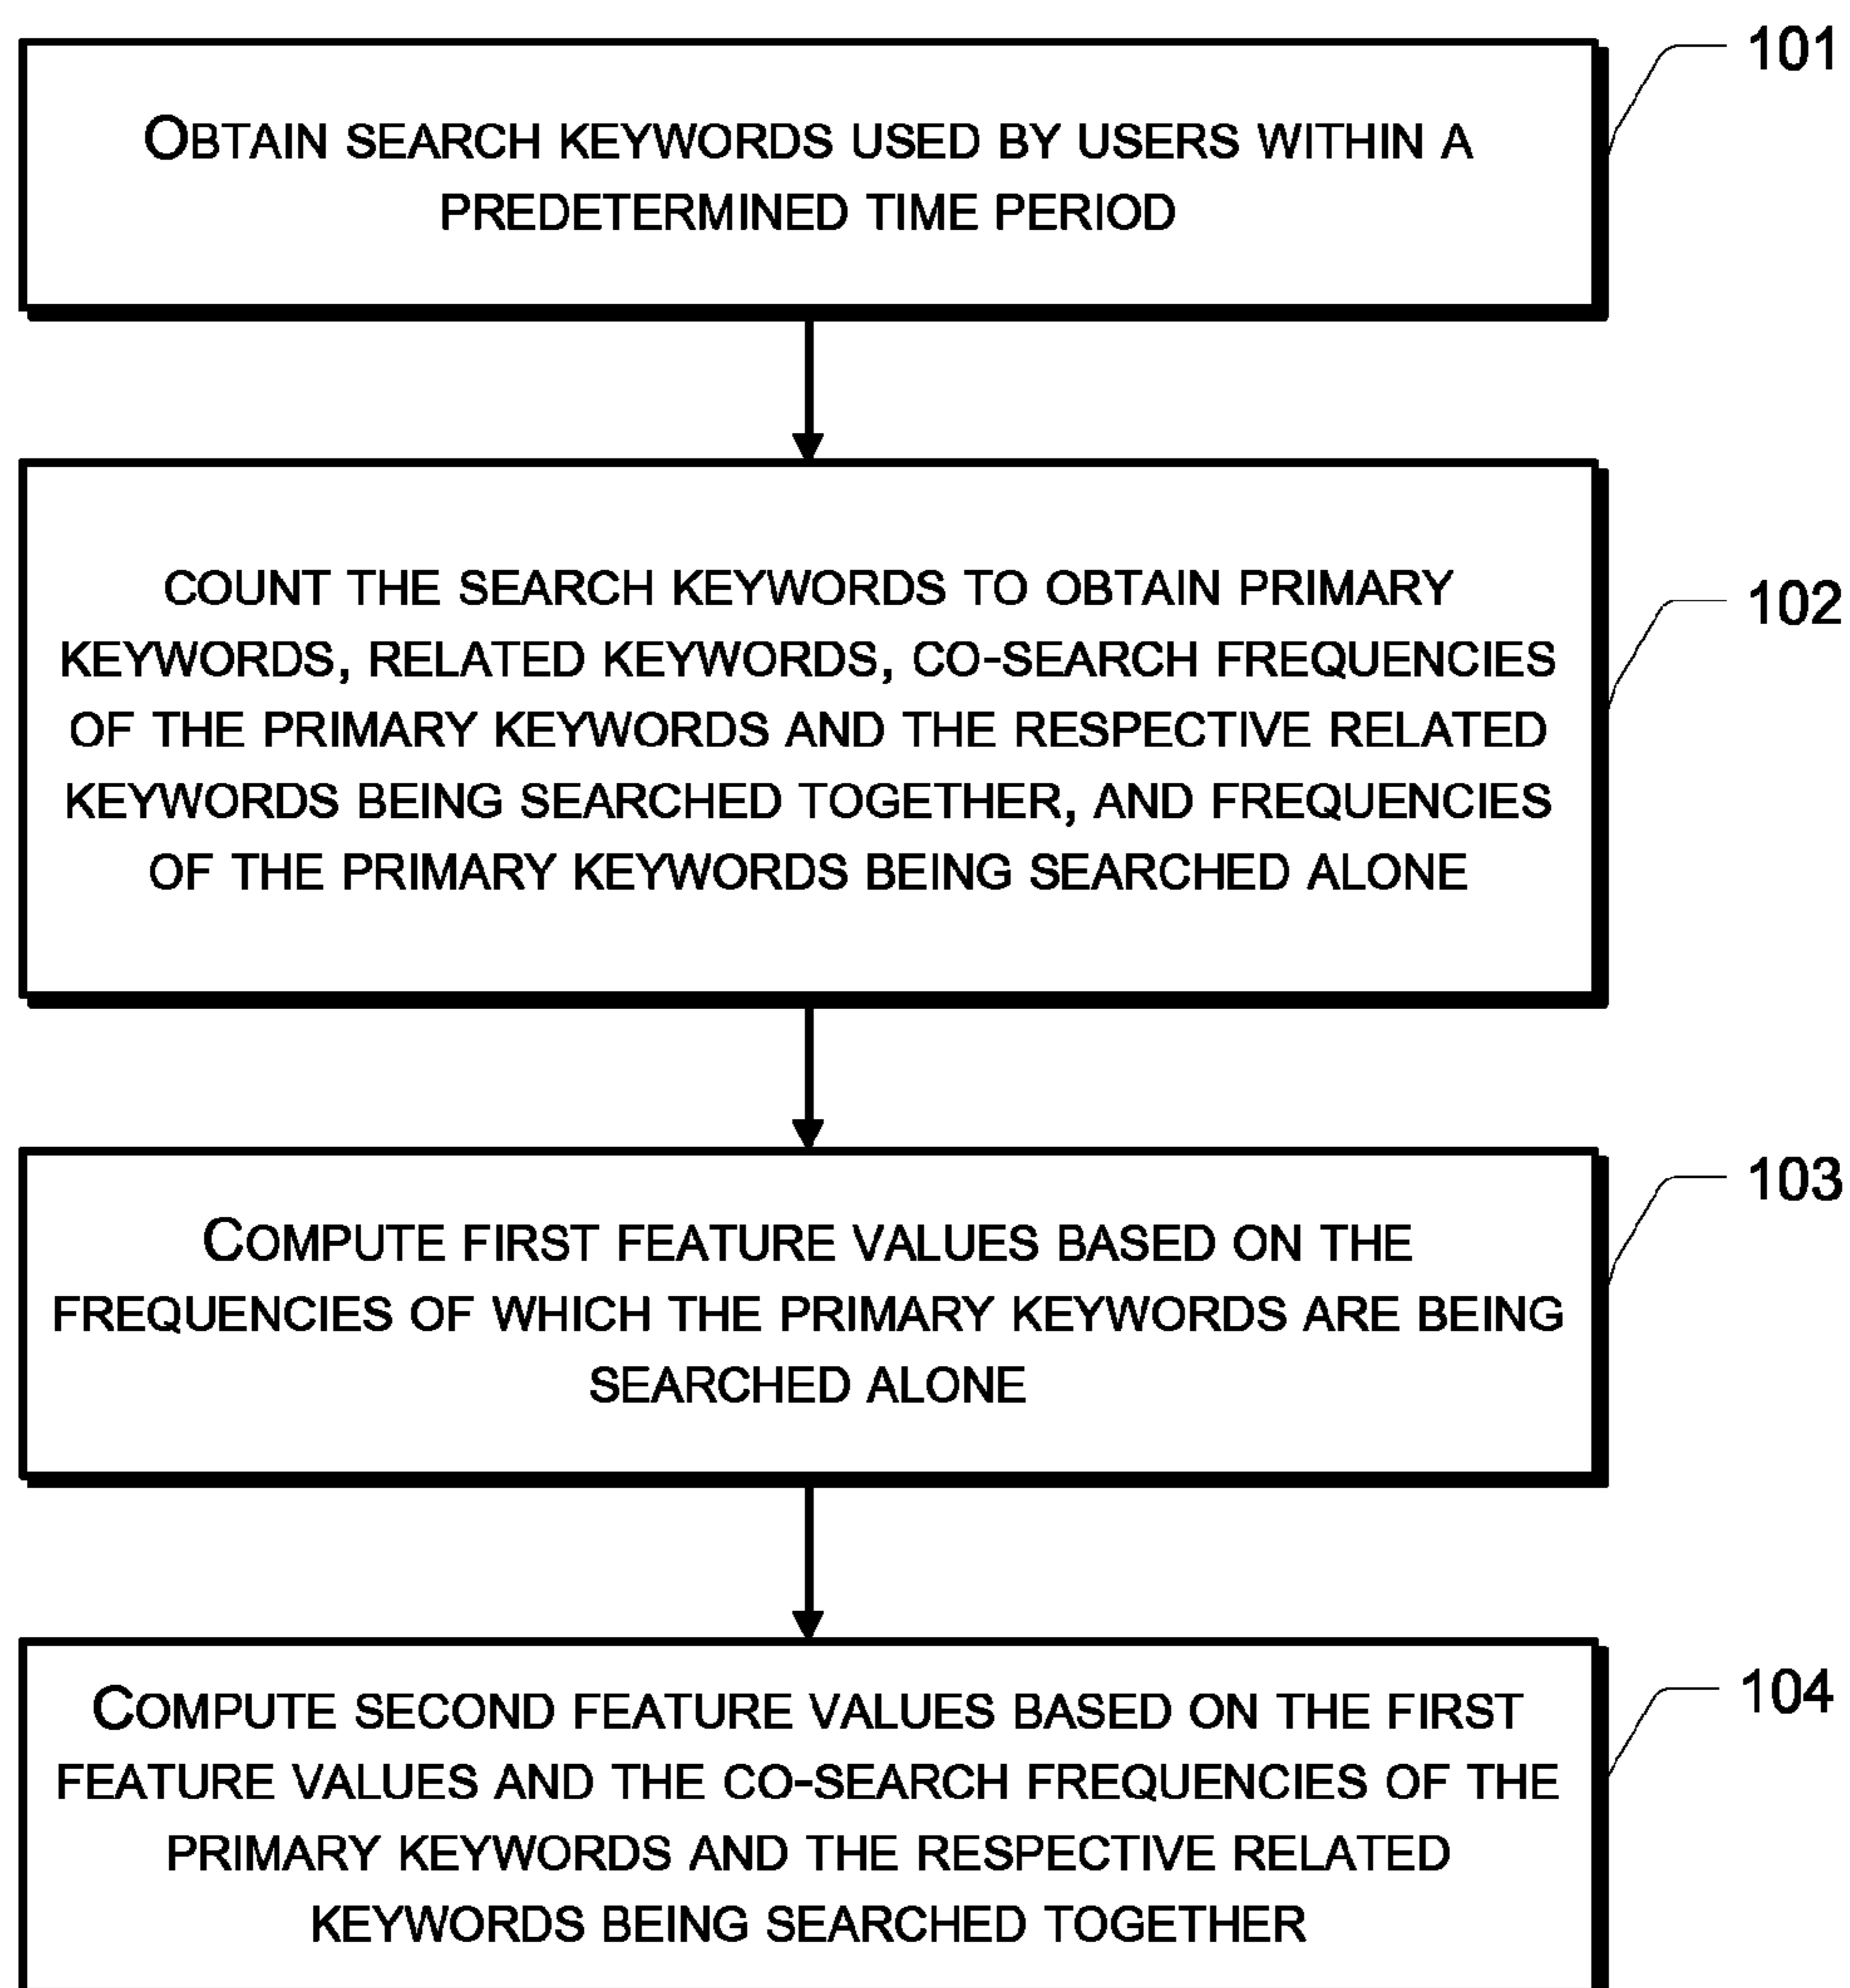 101
OBTAIN SEARCH KEYWORDS USED BY USERS WITHIN A
PREDETERMINED TIME PERIOD
COUNT THE SEARCH KEYWORDS TO OBTAIN PRIMARY
KEYWORDS, RELATED KEYWORDS, CO-SEARCH FREQUENCIES
OF THE PRIMARY KEYWORDS AND THE RESPECTIVE RELATED
KEYWORDS BEING SEARCHED TOGETHER, AND FREQUENCIES
OF THE PRIMARY KEYWORDS BEING SEARCHED ALONE
102
COMPUTE FIRST FEATURE VALUES BASED ON THE
FREQUENCIES OF WHICH THE PRIMARY KEYWORDS ARE BEING
SEARCHED ALONE
103
COMPUTE SECOND FEATURE VALUES BASED ON THE FIRST
FEATURE VALUES AND THE CO-SEARCH FREQUENCIES OF THE
PRIMARY KEYWORDS AND THE RESPECTIVE RELATED
KEYWORDS BEING SEARCHED TOGETHER
104